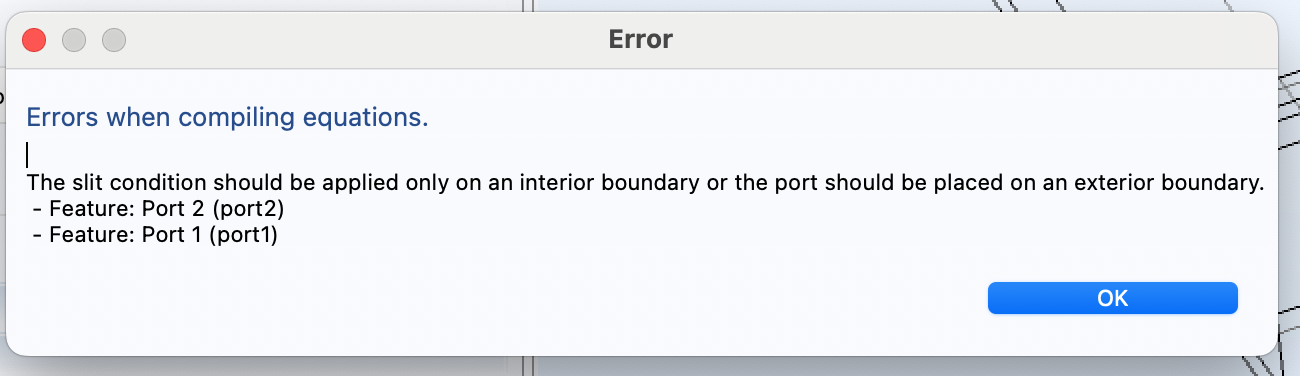 Error
Errors when compiling equations.
The slit condition should be applied only on an interior boundary or the port should be placed on an exterior boundary.
- Feature: Port 2 (port2)
- Feature: Port 1 (port1)
OK